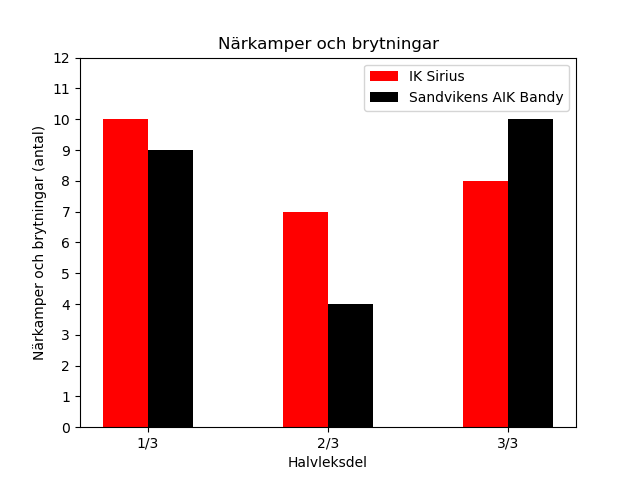 Närkamper och brytningar
IK Sirius
Sandvikens AIK Bandy
Närkamper och brytningar (antal)
12
11
10
9
8
7
6
5
4
3
2
1
0
1/3 2/3 3/3
Halvleksdel